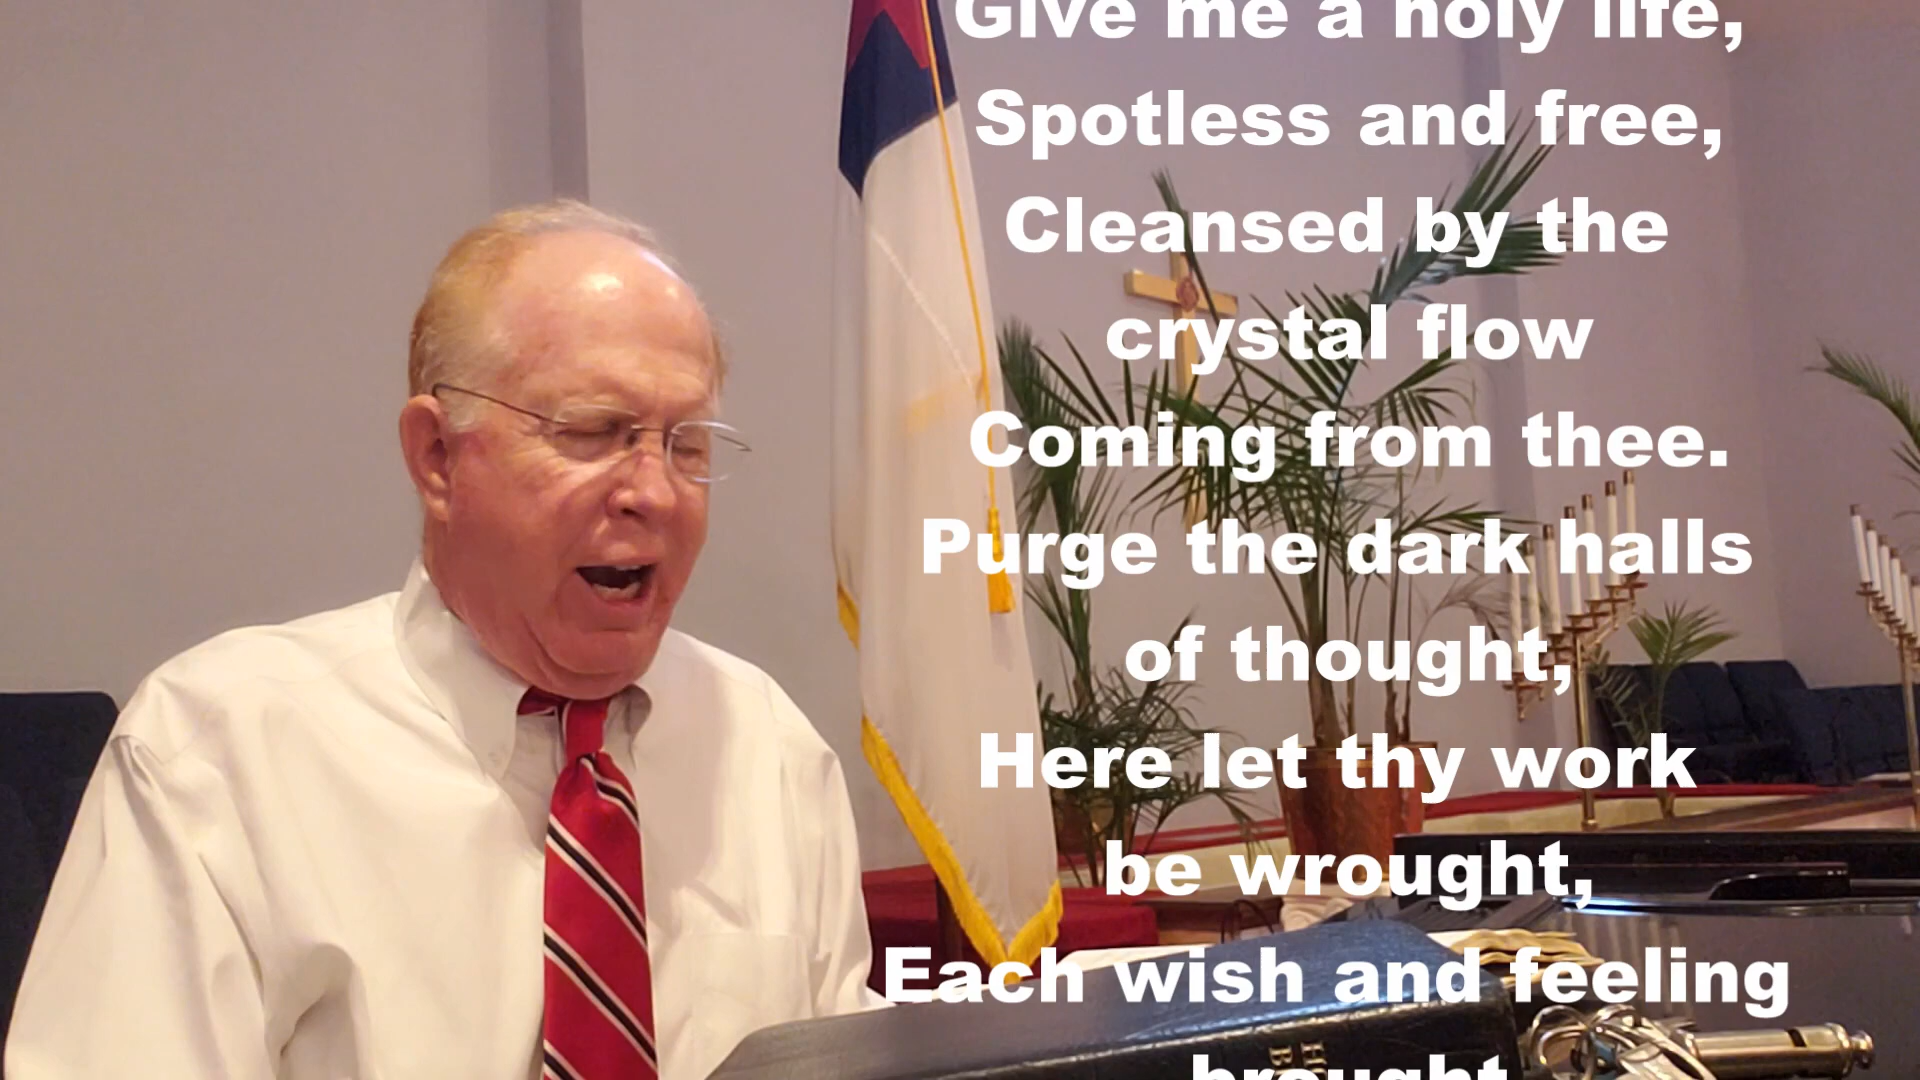 Give me a holy life,
Spotless and free,
Cleansed by the
crystal flow
Coming from thee.
Purge the dark halls
of thought,
Here let thy work
be wrought,
Each wish and feeling
brought